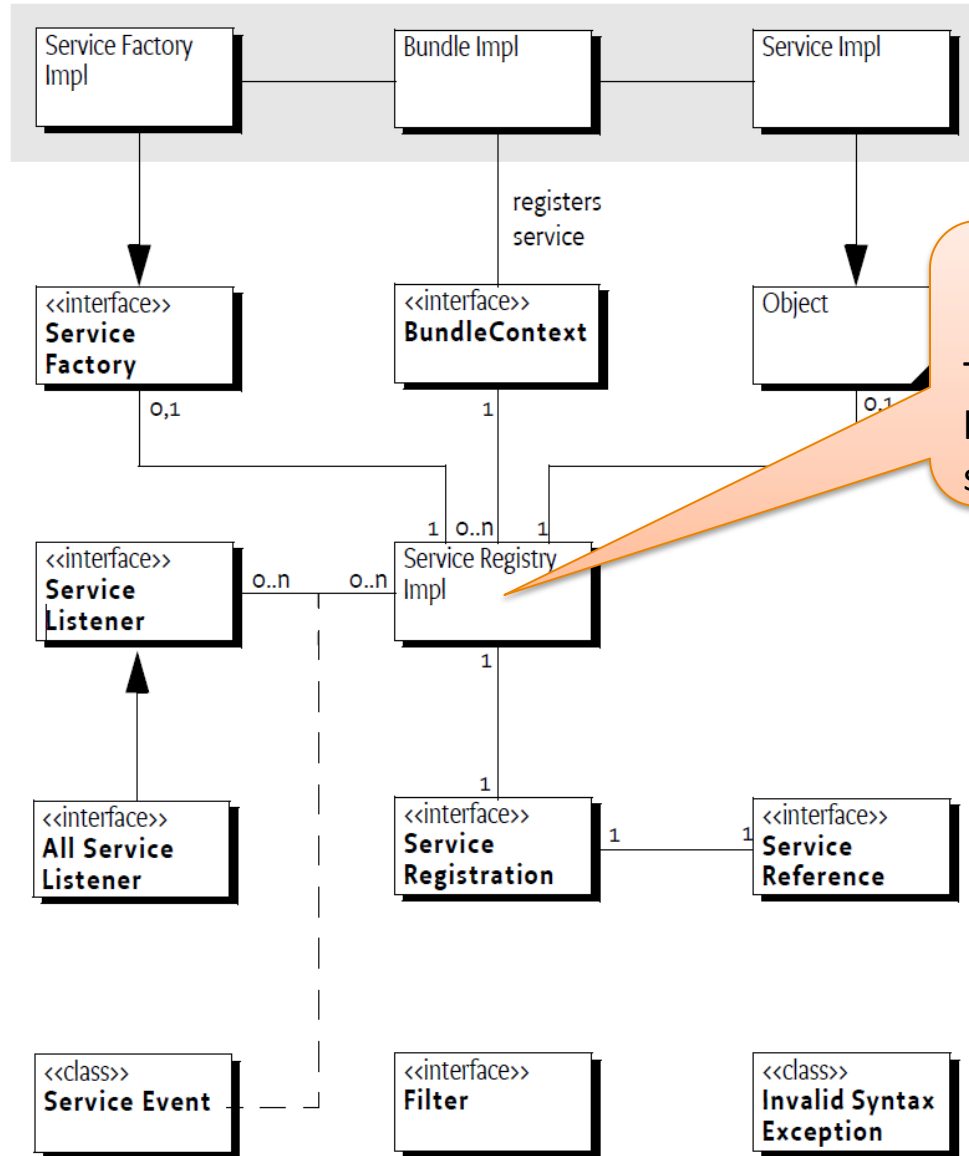 Service Factory
Impl
Bundle Impl
Service Impl
registers
service
<<interface>>
Service
Factory
<<interface>>
BundleContext
Object
0,1
1
0,1
1
0..n
1
<<interface>>
Service
Listener
0..n
0..n
Service Registry
Impl
1
1
<<interface>>
All Service
Listener
<<interface>>
Service
Registration
1
1
<<interface>>
Service
Reference
<<class>>
Service Event
<<interface>>
Filter
<<class>>
Invalid Syntax
Exception